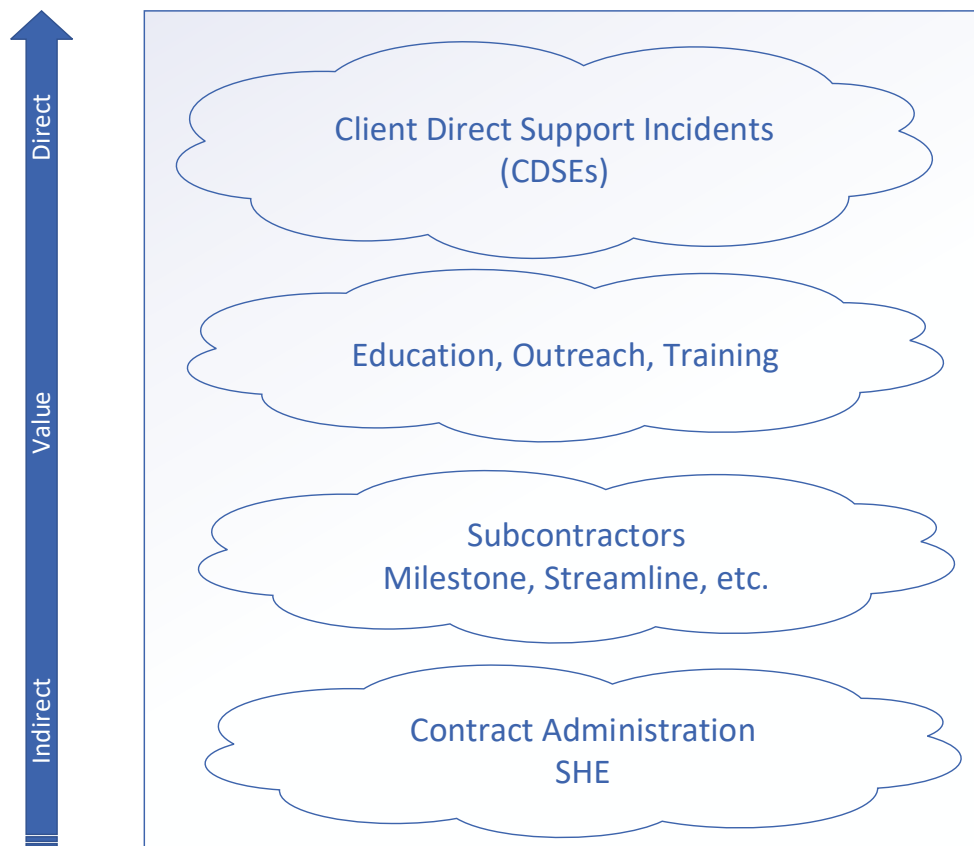 Direct
Value
Indirect
Client Direct Support Incidents
(CDSEs)
Education, Outreach, Training
Subcontractors
Milestone, Streamline, etc.
Contract Administration
SHE